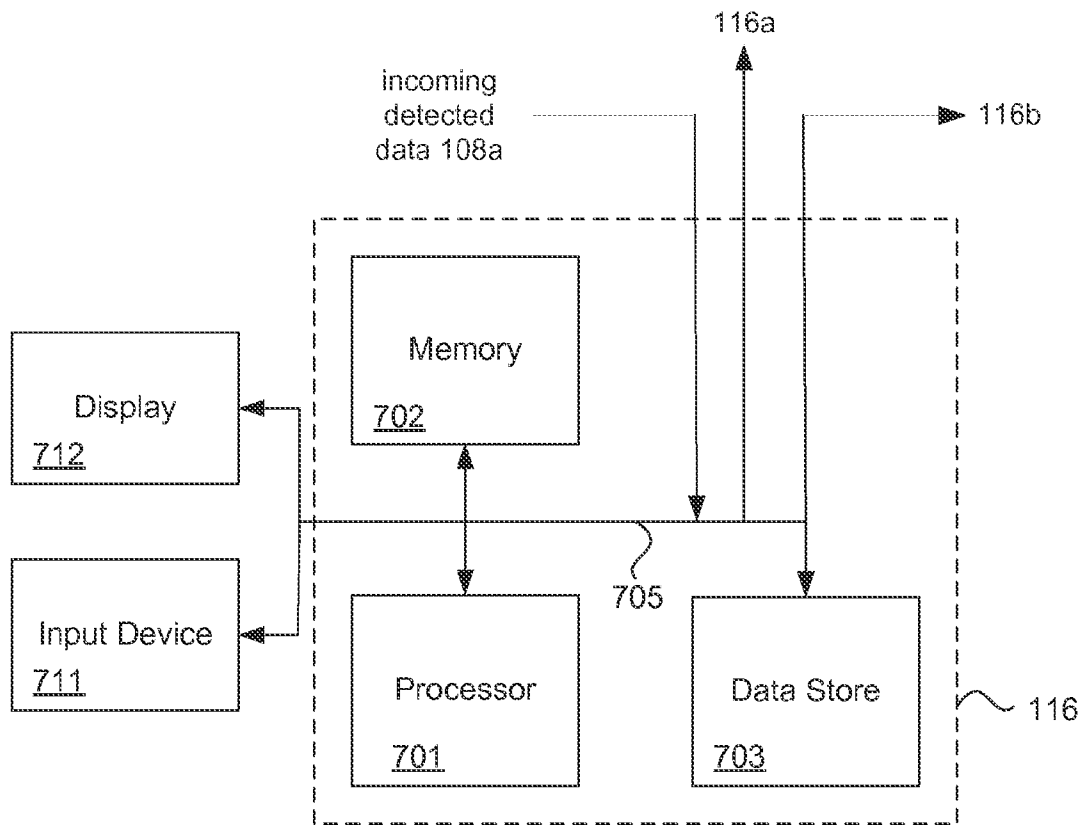 116a
incoming
detected
data 108a
116b
Memory
702
Display
712
705
Input Device
711
Processor
701
Data Store
703
116